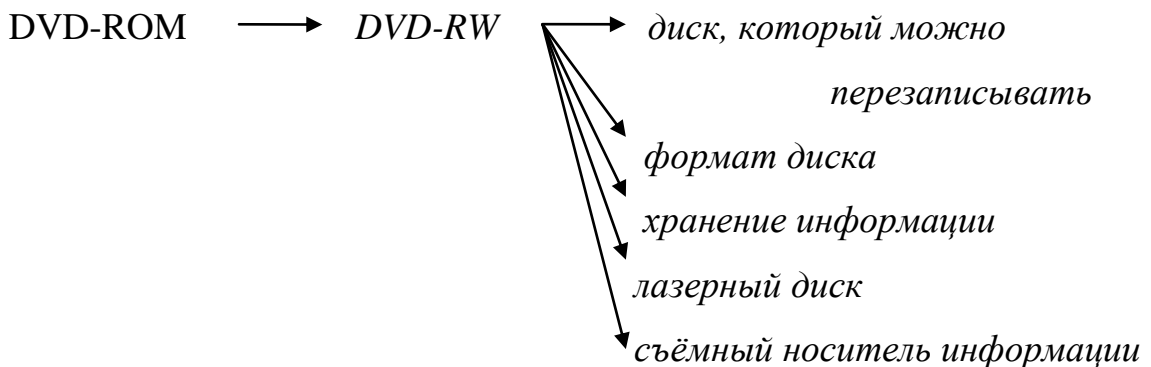 DVD-ROM DVD-RW диск, который можно
перезаписывать
формат диска
хранение информации
лазерный диск
съёмный носитель информации